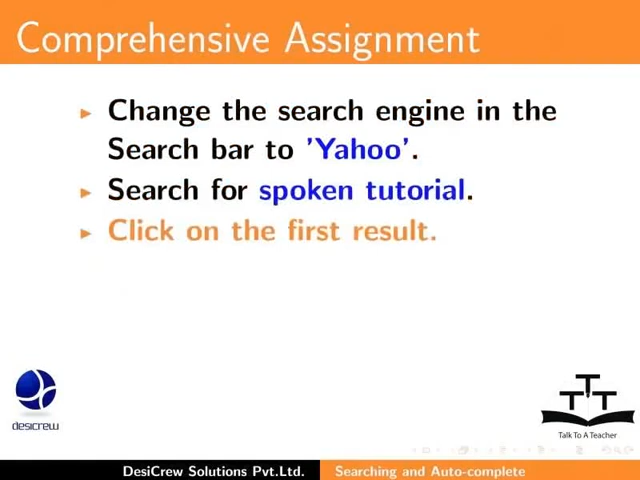 Comprehensive Assignment
Change the search engine in the
Search bar to 'Yahoo'.
Search for spoken tutorial.
Click on the first result.
desicrew
TTT
Talk To A Teacher
DesiCrew Solutions Pvt.Ltd.
Searching and Auto-complete